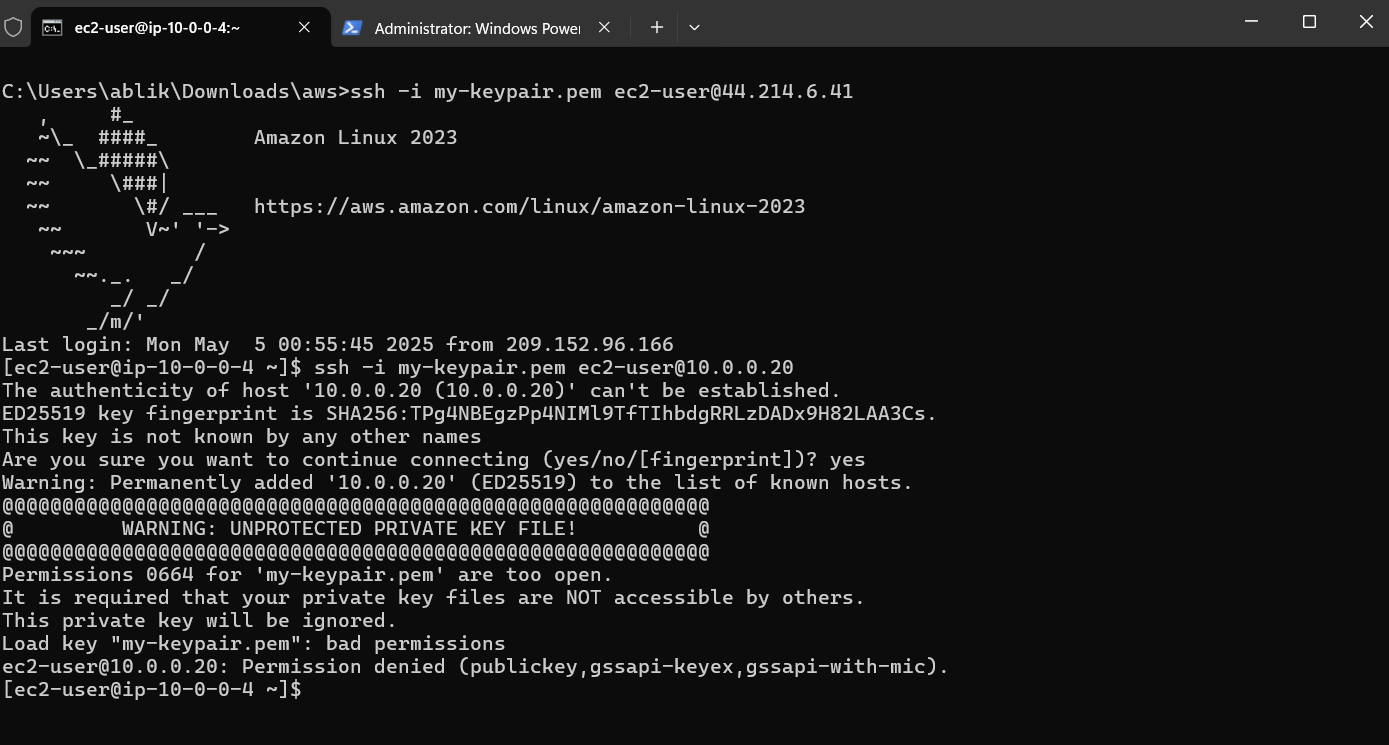 ec2-user@ip-10-0-0-4:~
Administrator: Windows Power
C:\Users\ablik\Downloads\aws>ssh -i my-keypair.pem ec2-user@44.214.6.41
   ,     #_
   ~\_  ####_        Amazon Linux 2023
  ~~  \_#####\
  ~~     \###|
  ~~       \#/ ___   https://aws.amazon.com/linux/amazon-linux-2023
   ~~       V~' '->
    ~~~         /
      ~~._.   _/
         _/ _/
       _/m/'
Last login: Mon May  5 00:55:45 2025 from 209.152.96.166
[ec2-user@ip-10-0-0-4 ~]$ ssh -i my-keypair.pem ec2-user@10.0.0.20
The authenticity of host '10.0.0.20 (10.0.0.20)' can't be established.
ED25519 key fingerprint is SHA256:TPg4NBEgzPp4NIMl9TfTIhbdgRRLzDADx9H82LAA3Cs.
This key is not known by any other names
Are you sure you want to continue connecting (yes/no/[fingerprint])? yes
Warning: Permanently added '10.0.0.20' (ED25519) to the list of known hosts.
@@@@@@@@@@@@@@@@@@@@@@@@@@@@@@@@@@@@@@@@@@@@@@@@@@@@@@@@@@@
@         WARNING: UNPROTECTED PRIVATE KEY FILE!          @
@@@@@@@@@@@@@@@@@@@@@@@@@@@@@@@@@@@@@@@@@@@@@@@@@@@@@@@@@@@
Permissions 0664 for 'my-keypair.pem' are too open.
It is required that your private key files are NOT accessible by others.
This private key will be ignored.
Load key "my-keypair.pem": bad permissions
ec2-user@10.0.0.20: Permission denied (publickey,gssapi-keyex,gssapi-with-mic).
[ec2-user@ip-10-0-0-4 ~]$